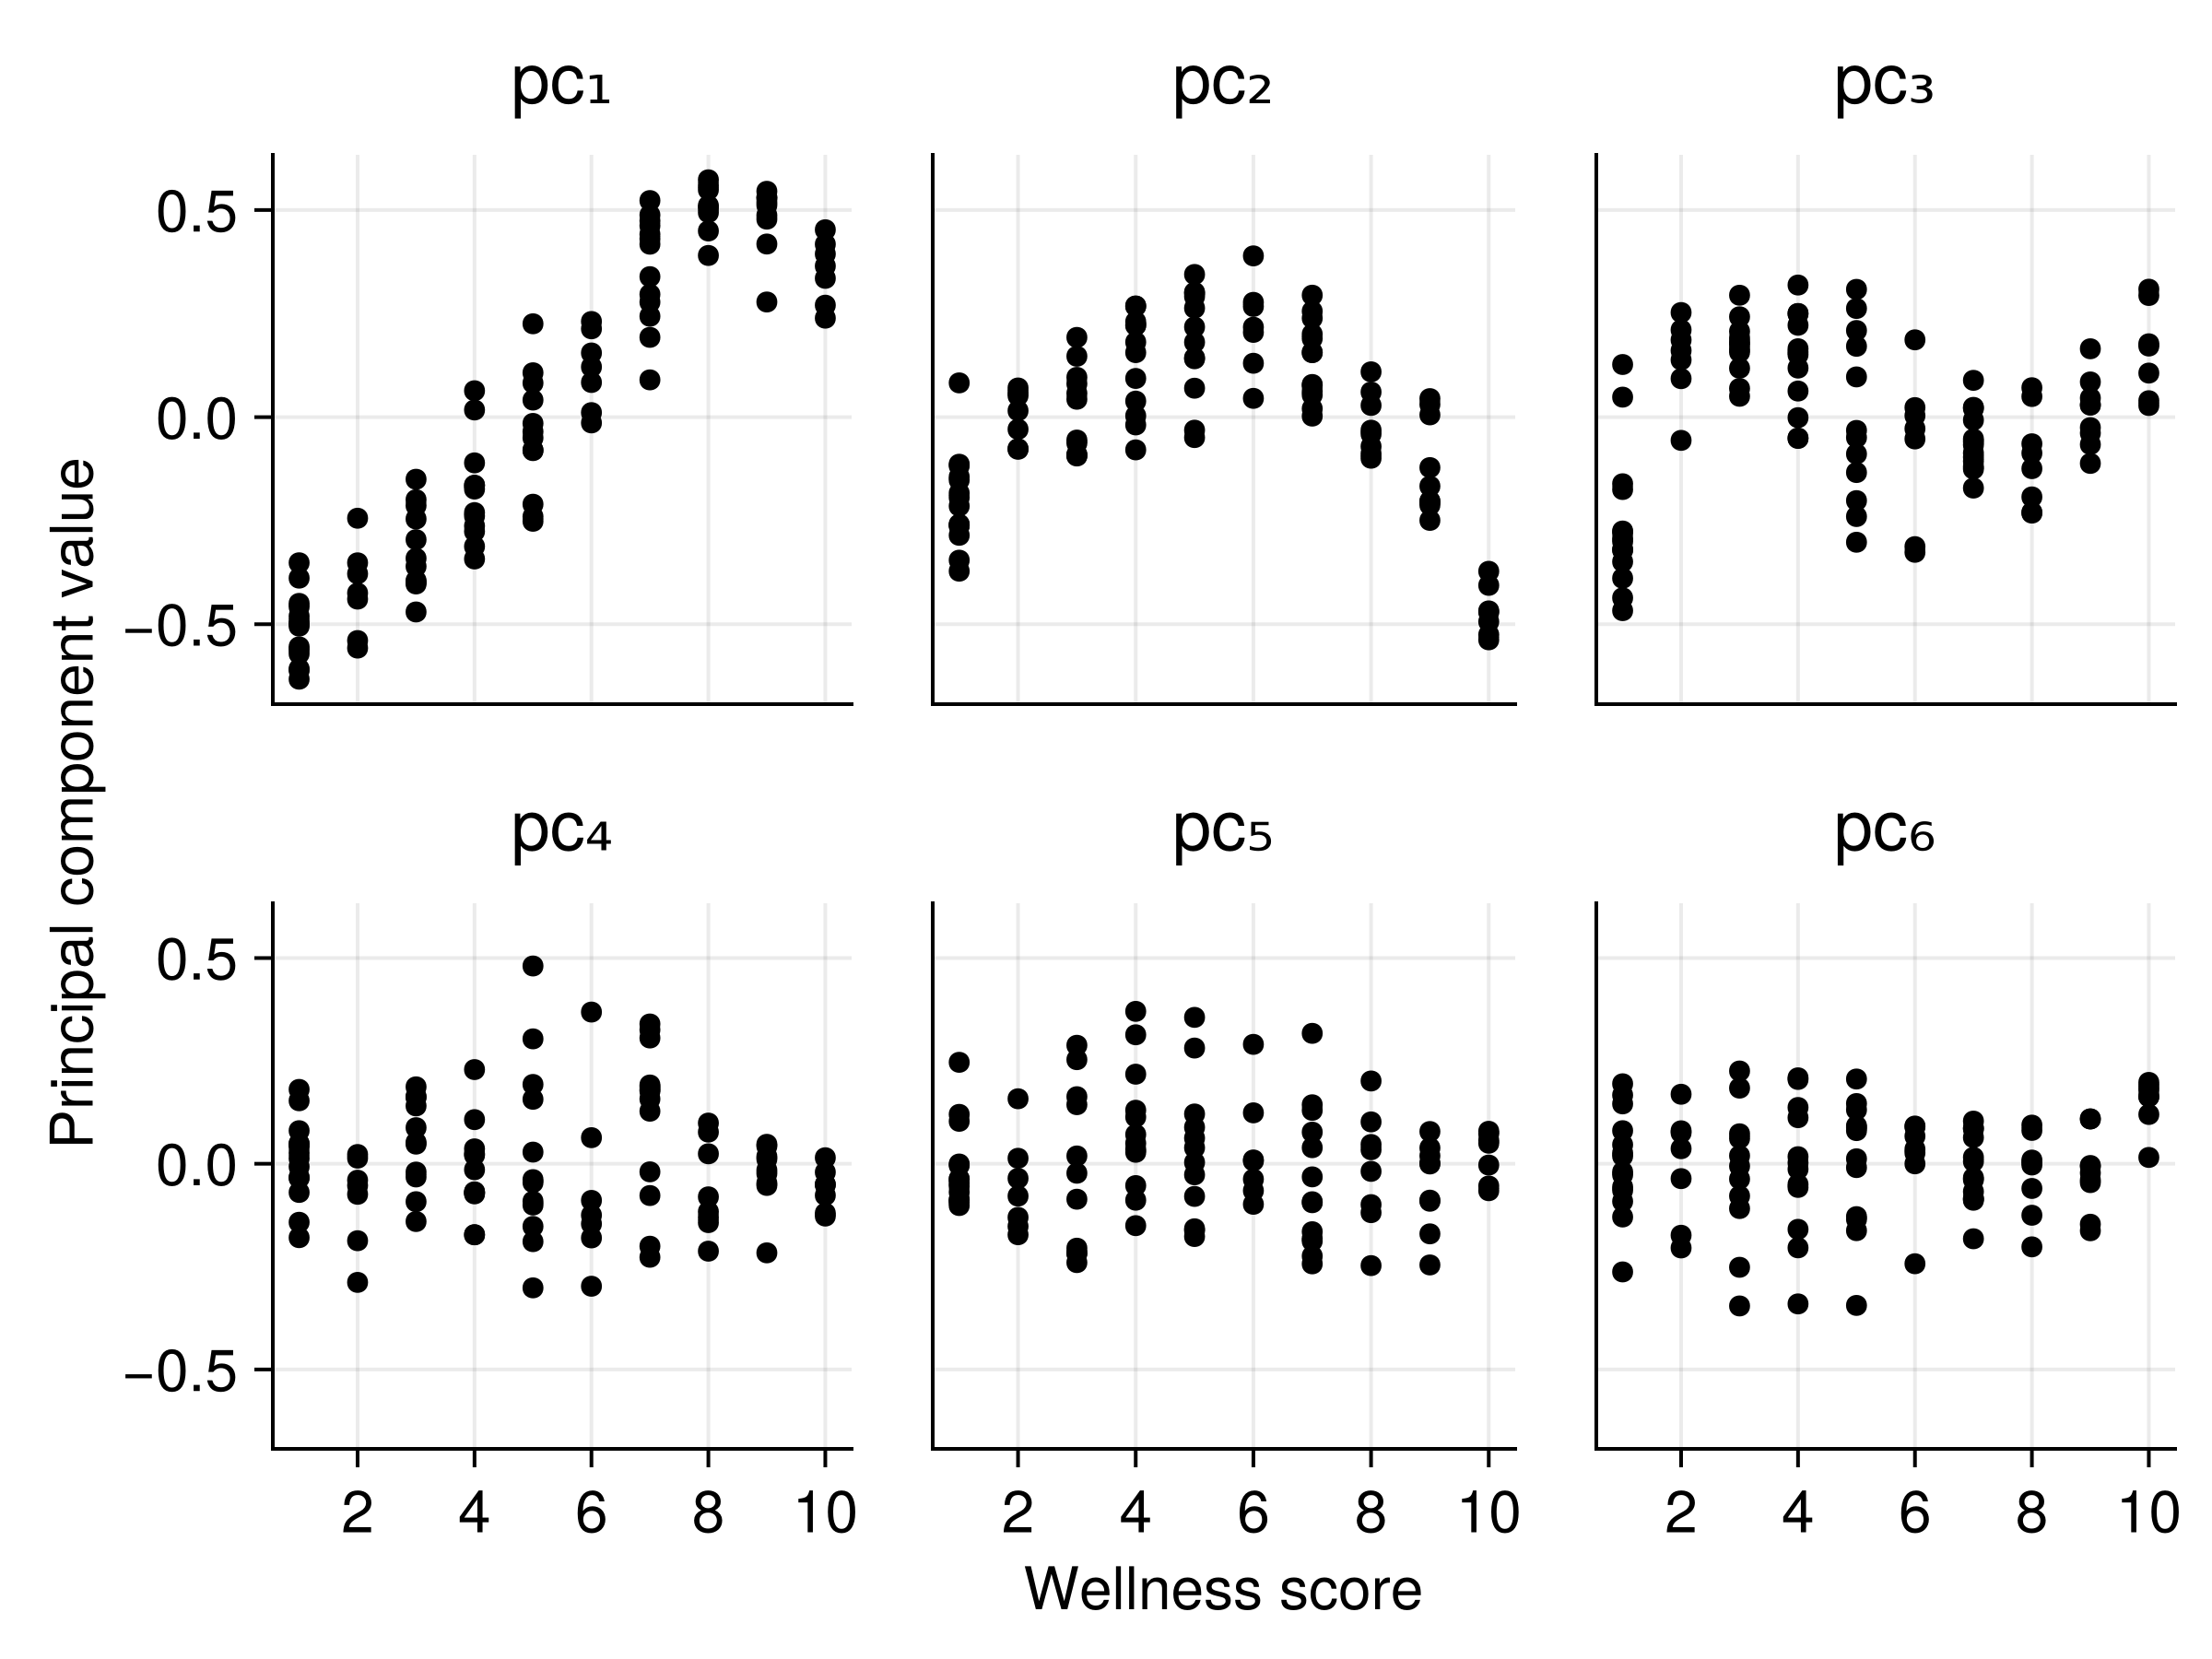 pc₁
pc₂
pc₃
0.5
0.0
−0.5
Principal component value
pc₄
pc₅
pc₆
0.5
0.0
−0.5
2 4 6 8 10
2 4 6 8 10
2 4 6 8 10
Wellness score